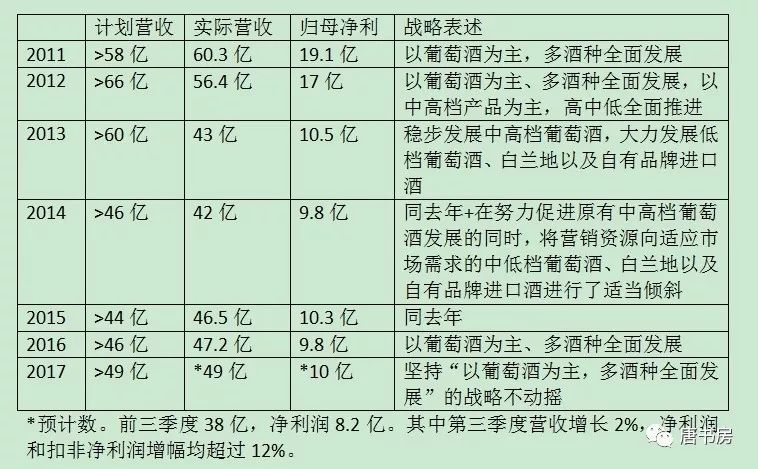 计划营收 实际营收 归母净利 战略表述
2011 >58 亿 60.3 亿 19.1 亿 以葡萄酒为主，多酒种全面发展
2012 >66 亿 56.4 亿 17 亿 以葡萄酒为主、多酒种全面发展，以
中高档产品为主，高中低全面推进
2013 >60 亿 43 亿 10.5 亿 稳步发展中高档葡萄酒，大力发展低
档葡萄酒、白兰地以及自有品牌进口
酒
2014 >46 亿 42 亿 9.8 亿 同去年+在努力促进原有中高档葡萄
酒发展的同时，将营销资源向适应市
场需求的中低档葡萄酒、白兰地以及
自有品牌进口酒进行了适当倾斜
2015 >44 亿 46.5 亿 10.3 亿 同去年
2016 >46 亿 47.2 亿 9.8 亿 以葡萄酒为主、多酒种全面发展
2017 >49 亿 *49 亿 *10 亿 坚持“以葡萄酒为主，多酒种全面发
展”的战略不动摇
*预计数。前三季度 38 亿，净利润 8.2 亿。其中第三季度营收增长 2%，净利润
和扣非净利润增幅均超过 12%。
唐书房